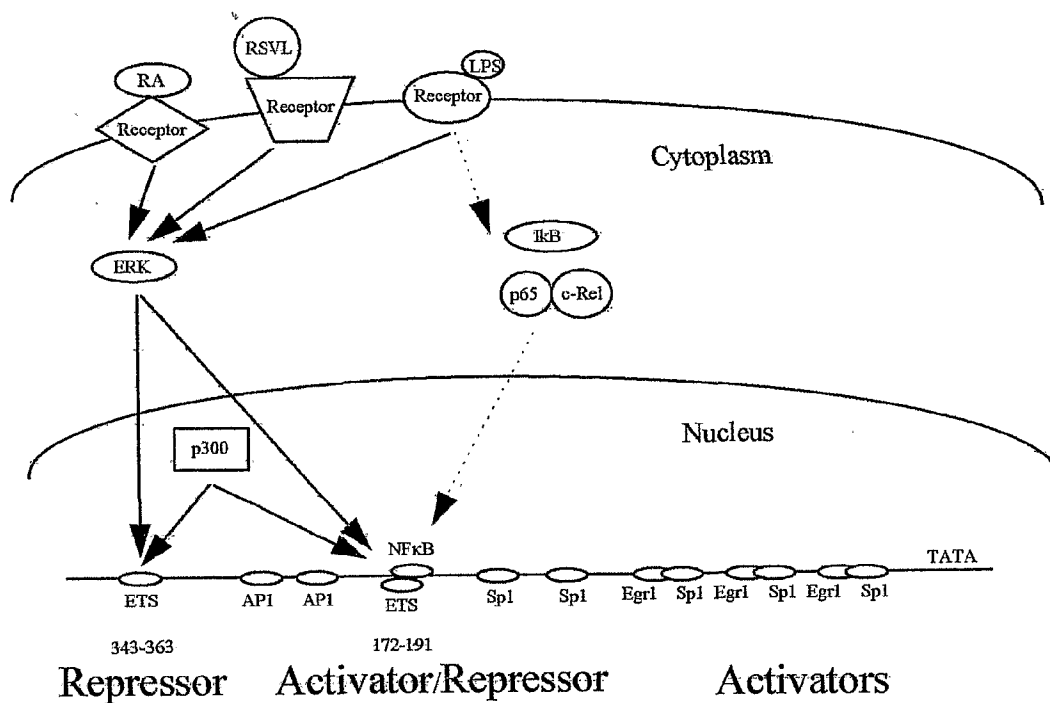 RSVL
LPS
RA
Receptor
Receptor
Receptor
Cytoplasm
IkB
ERK
p65
c-Rel
Nucleus
p300
NFκB
TATA
ETS
AP1
AP1
ETS
Sp1
Sp1
Egr1
Sp1
Egr1
Sp1
Egr1
Sp1
343-363
172-191
Repressor
Activator/Repressor
Activators